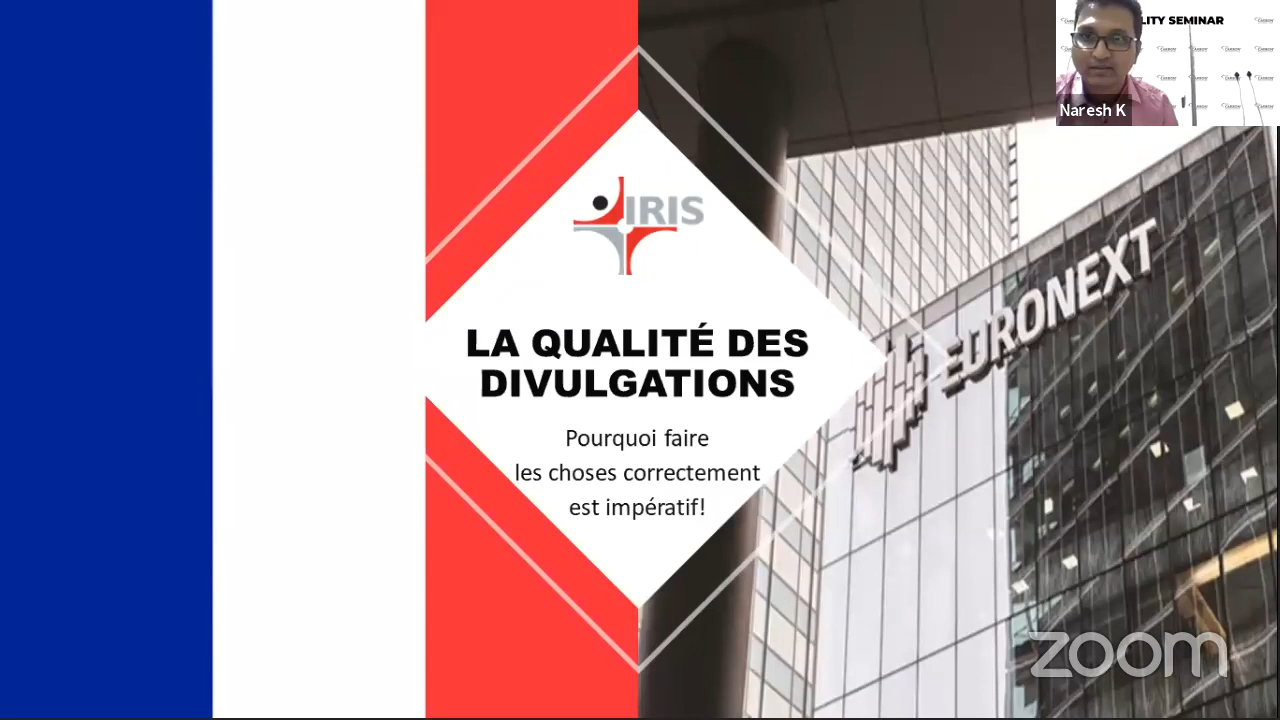 LITY SEMINAR
Naresh K
IRIS
LA QUALITÉ DES
DIVULGATIONS
Pourquoi faire
les choses correctement
est impératif!
EURONEXT
zoom